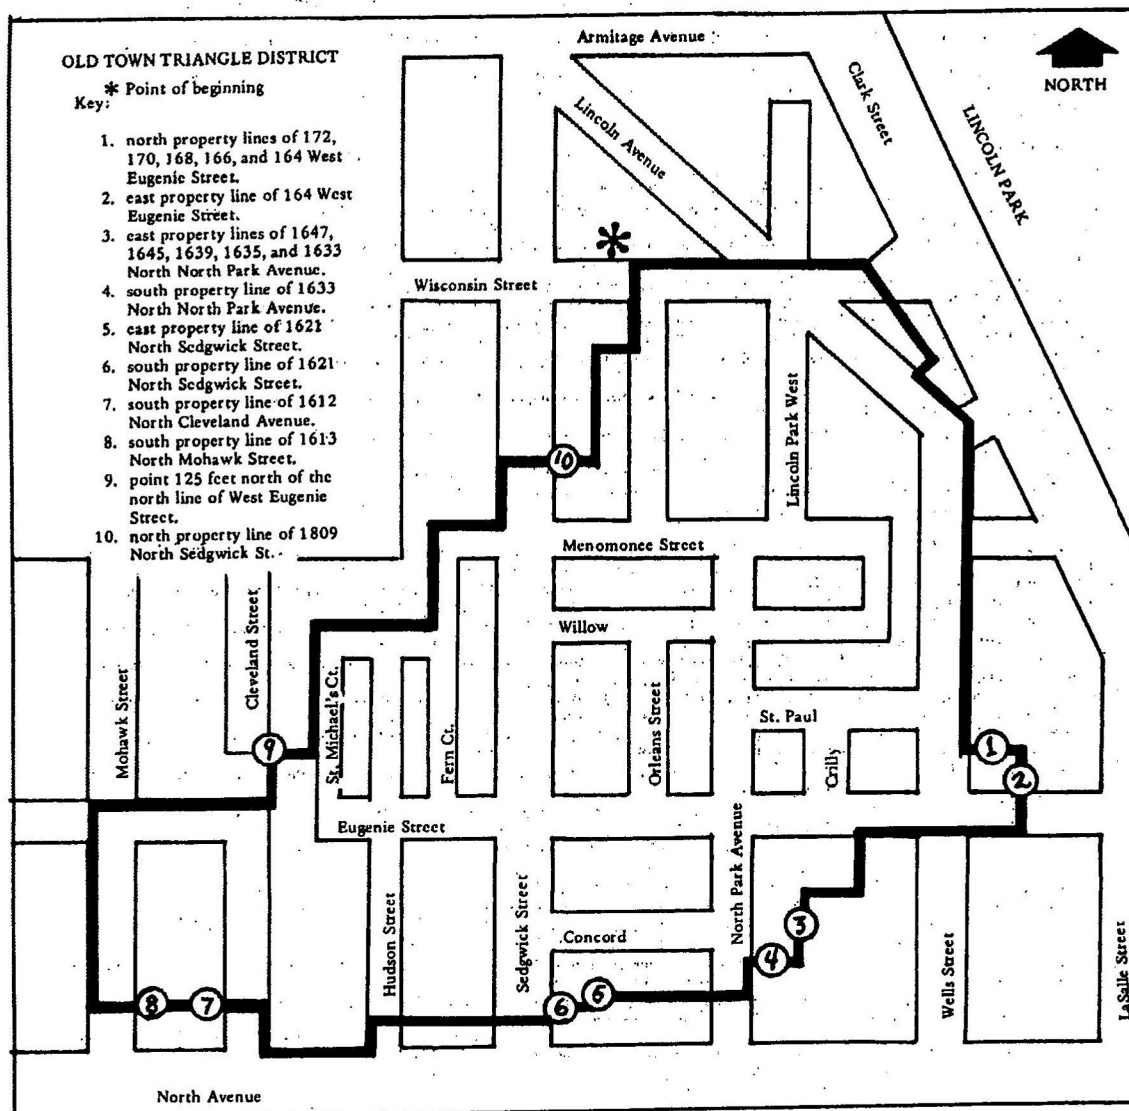 OLD TOWN TRIANGLE DISTRICT
* Point of beginning
Key:
1. north property lines of 172,
170, 168, 166, and 164 West
Eugenie Street.
2. east property line of 164 West
Eugenie Street.
3. east property lines of 1647,
1645, 1639, 1635, and 1633
North North Park Avenue.
4. south property line of 1633
North North Park Avenue.
5. east property line of 1621
North Sedgwick Street.
6. south property line of 1621
North Sedgwick Street.
7. south property line of 1612
North Cleveland Avenue.
8. south property line of 1613
North Mohawk Street.
9. point 125 feet north of the
north line of West Eugenie
Street.
10. north property line of 1809
North Sedgwick St.
Armitage Avenue
Clark Street
NORTH
LINCOLN PARK
Lincoln Avenue
*
Wisconsin Street
Lincoln Park West
10
Menomonee Street
Willow
Mohawk Street
Cleveland Street
St. Michael's Ct.
Fern Ct.
Orleans Street
St. Paul
Crilly
9
1
2
Eugenie Street
Hudson Street
Sedgwick Street
North Park Avenue
Concord
3
4
Wells Street
LaSalle Street
8
7
6
5
North Avenue